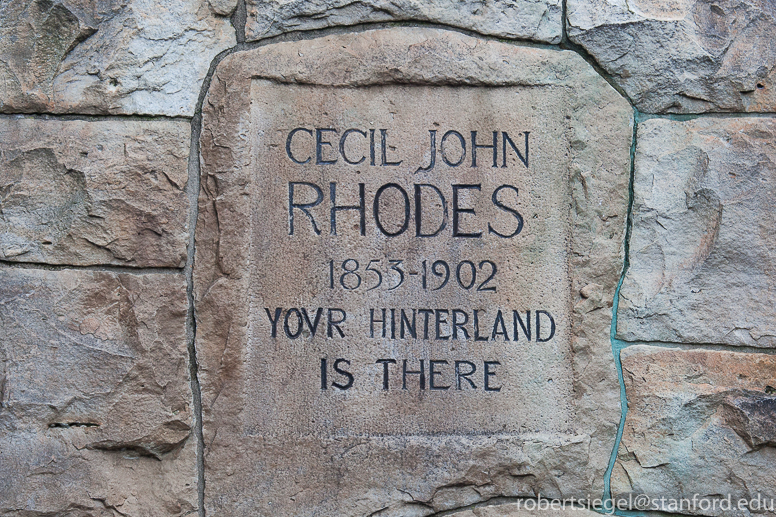 CECIL JOHN
RHODES
1853-1902
YOVR HINTERLAND
IS THERE
robertsiegel@stanford.edu